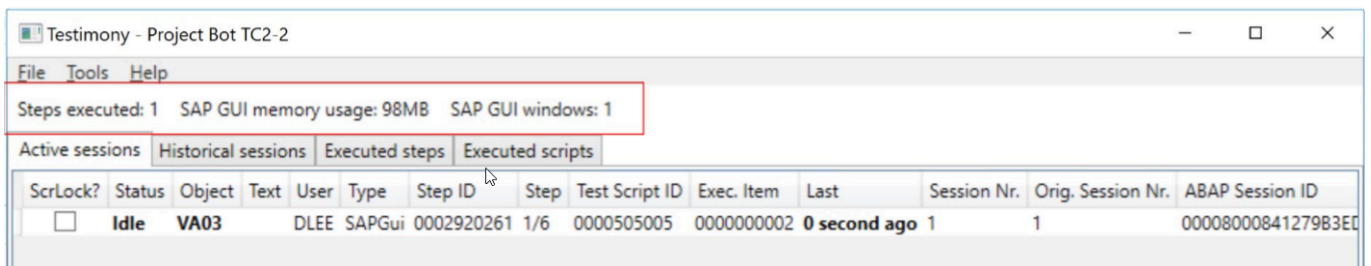 Testimony - Project Bot TC2-2
File Tools Help
Steps executed: 1 SAP GUI memory usage: 98MB SAP GUI windows: 1
Active sessions Historical sessions Executed steps Executed scripts
ScrLock? Status Object Text User Type Step ID Step Test Script ID Exec. Item Last Session Nr. Orig. Session Nr. ABAP Session ID
Idle VA03 DLEE SAPGui 0002920261 1/6 0000505005 0000000002 0 second ago 1 1 00008000841279B3ED